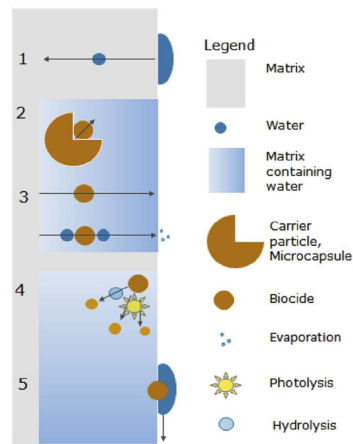 1
2
3
4
5
Legend
Matrix
Water
Matrix
containing
water
Carrier
particle,
Microcapsule
Biocide
Evaporation
Photolysis
Hydrolysis